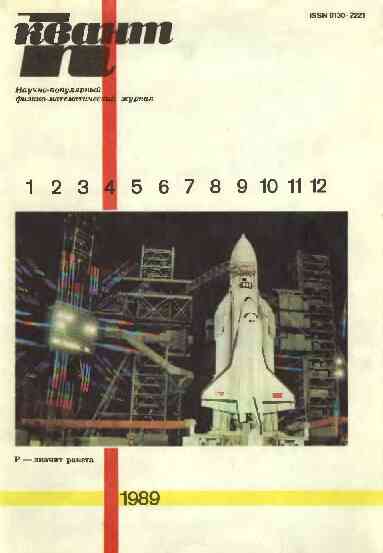 квант
ISSN 0130-2221
Научно-популярный
физико-математический журнал
1 2 3 4 5 6 7 8 9 10 11 12
Р — значит ракета
1989